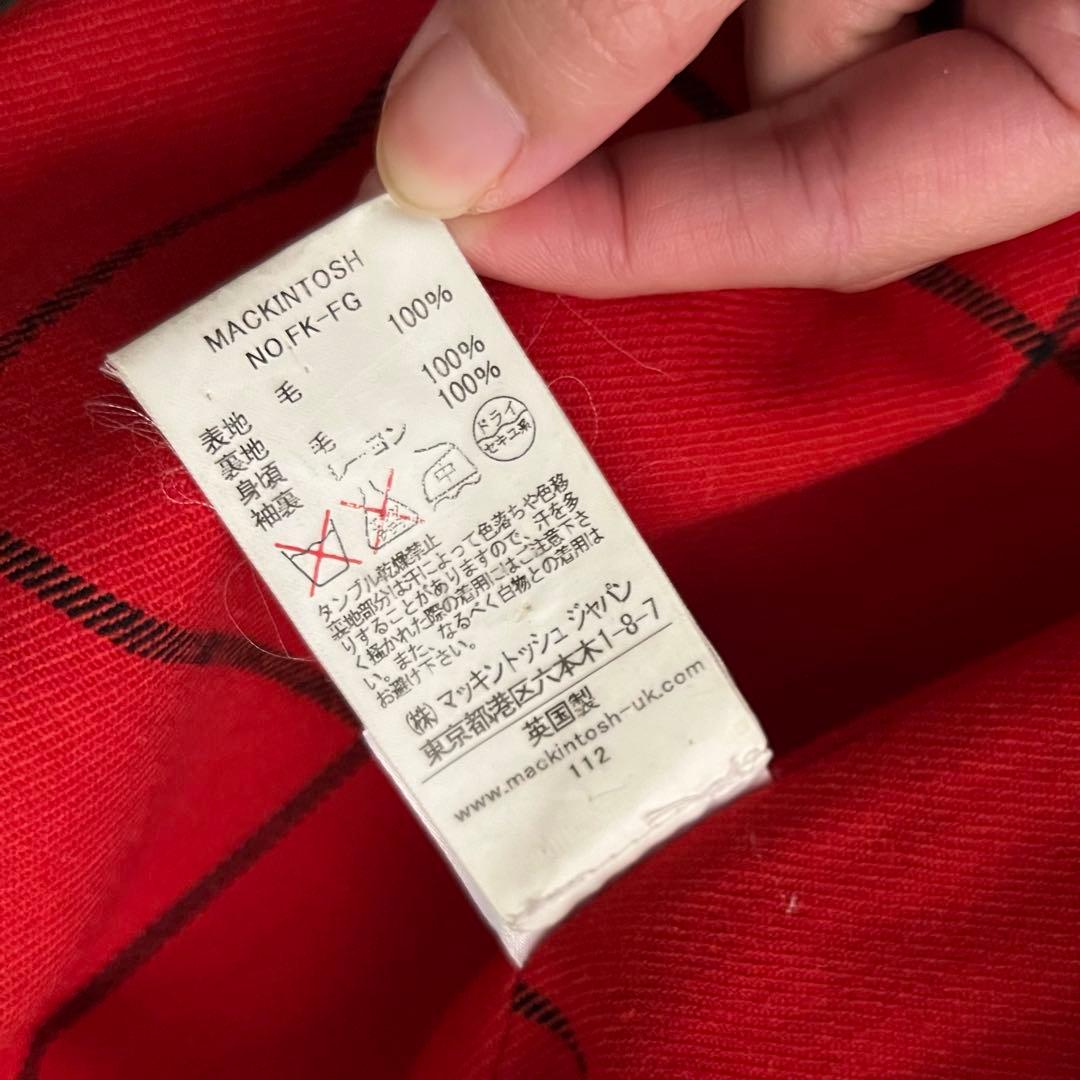 MACKINTOSH
NO,FK-FG
表地 毛 100%
裏地
身頃 毛 100%
袖裏 レーヨン 100%
ドライ
セキユ系
中
タンブル乾燥禁止
裏地部分は汗によって色落ちや色移
りすることがありますので、汗を多
く掻かれた際の着用にはご注意下さ
い。また、なるべく白物との着用は
お避け下さい。
(株)マッキントッシュ ジャパン
東京都港区六本木1-8-7
英国製
www.mackintosh-uk.com
112